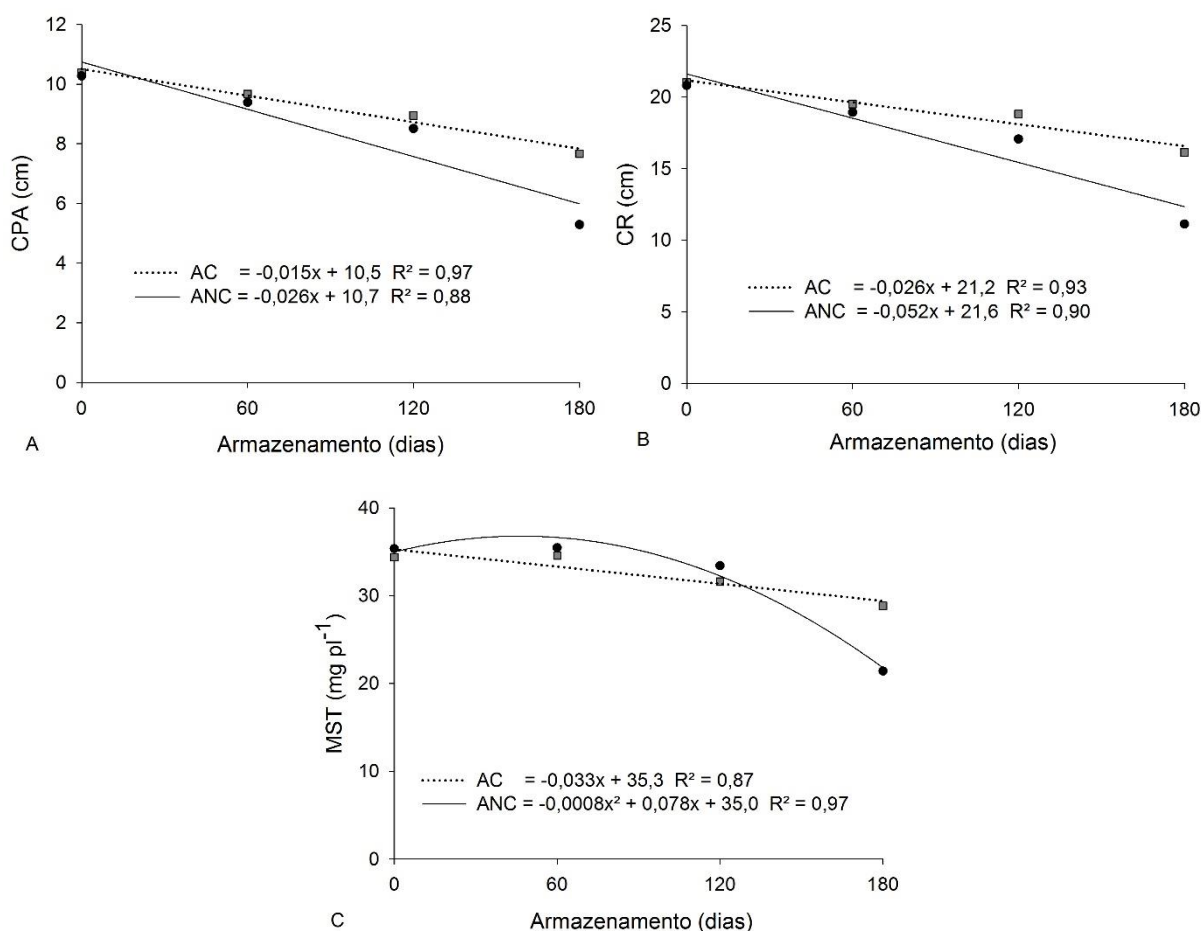 12
10
8
6
4
2
0
CPA (cm)
AC = -0,015x + 10,5 R² = 0,97
ANC = -0,026x + 10,7 R² = 0,88
0 60 120 180
A
Armazenamento (dias)
25
20
15
10
5
0
CR (cm)
AC = -0,026x + 21,2 R² = 0,93
ANC = -0,052x + 21,6 R² = 0,90
0 60 120 180
B
Armazenamento (dias)
40
30
20
10
0
MST (mg pl⁻¹)
AC = -0,033x + 35,3 R² = 0,87
ANC = -0,0008x² + 0,078x + 35,0 R² = 0,97
0 60 120 180
C
Armazenamento (dias)